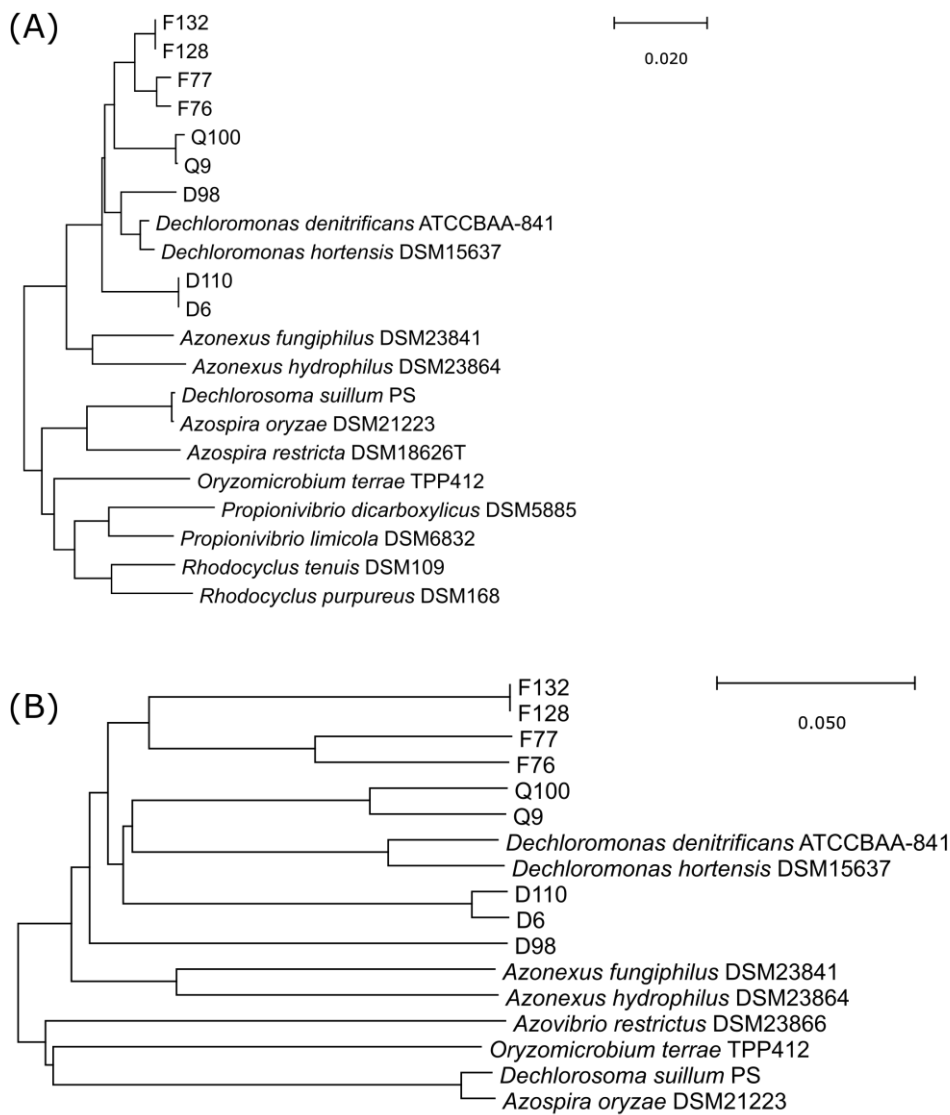 (A)
0.020
F132
F128
F77
F76
Q100
Q9
D98
Dechloromonas denitrificans ATCCBAA-841
Dechloromonas hortensis DSM15637
D110
D6
Azonexus fungiphilus DSM23841
Azonexus hydrophilus DSM23864
Dechlorosoma suillum PS
Azospira oryzae DSM21223
Azospira restricta DSM18626T
Oryzomicrobium terrae TPP412
Propionivibrio dicarboxylicus DSM5885
Propionivibrio limicola DSM6832
Rhodocyclus tenuis DSM109
Rhodocyclus purpureus DSM168
(B)
0.050
F132
F128
F77
F76
Q100
Q9
Dechloromonas denitrificans ATCCBAA-841
Dechloromonas hortensis DSM15637
D110
D6
D98
Azonexus fungiphilus DSM23841
Azonexus hydrophilus DSM23864
Azovibrio restrictus DSM23866
Oryzomicrobium terrae TPP412
Dechlorosoma suillum PS
Azospira oryzae DSM21223